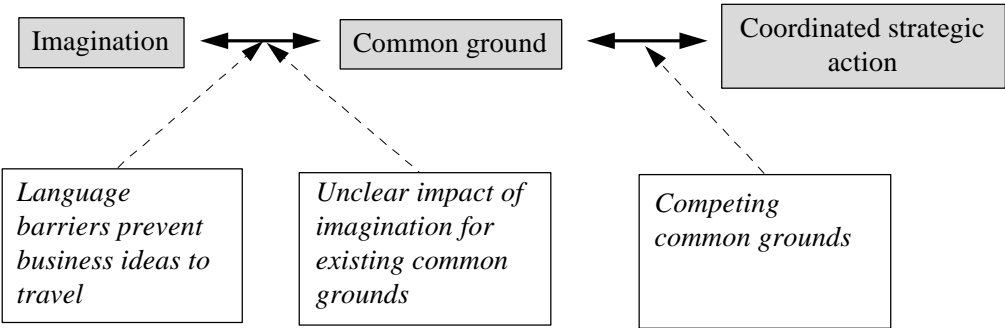 Imagination
Common ground
Coordinated strategic
action
Language
barriers prevent
business ideas to
travel
Unclear impact of
imagination for
existing common
grounds
Competing
common grounds